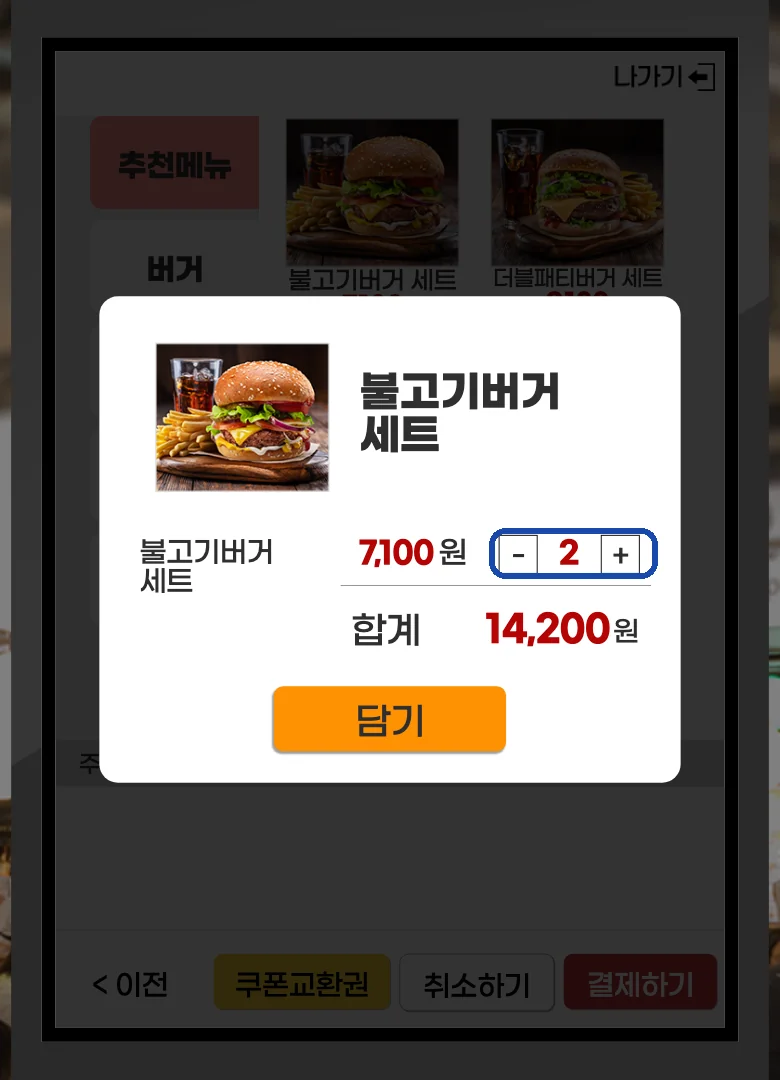 나가기
추천메뉴
버거
불고기버거 세트
더블패티버거 세트
불고기버거
세트
불고기버거
세트
7,100 원
- 2 +
합계
14,200 원
담기
< 이전
쿠폰교환권
취소하기
결제하기